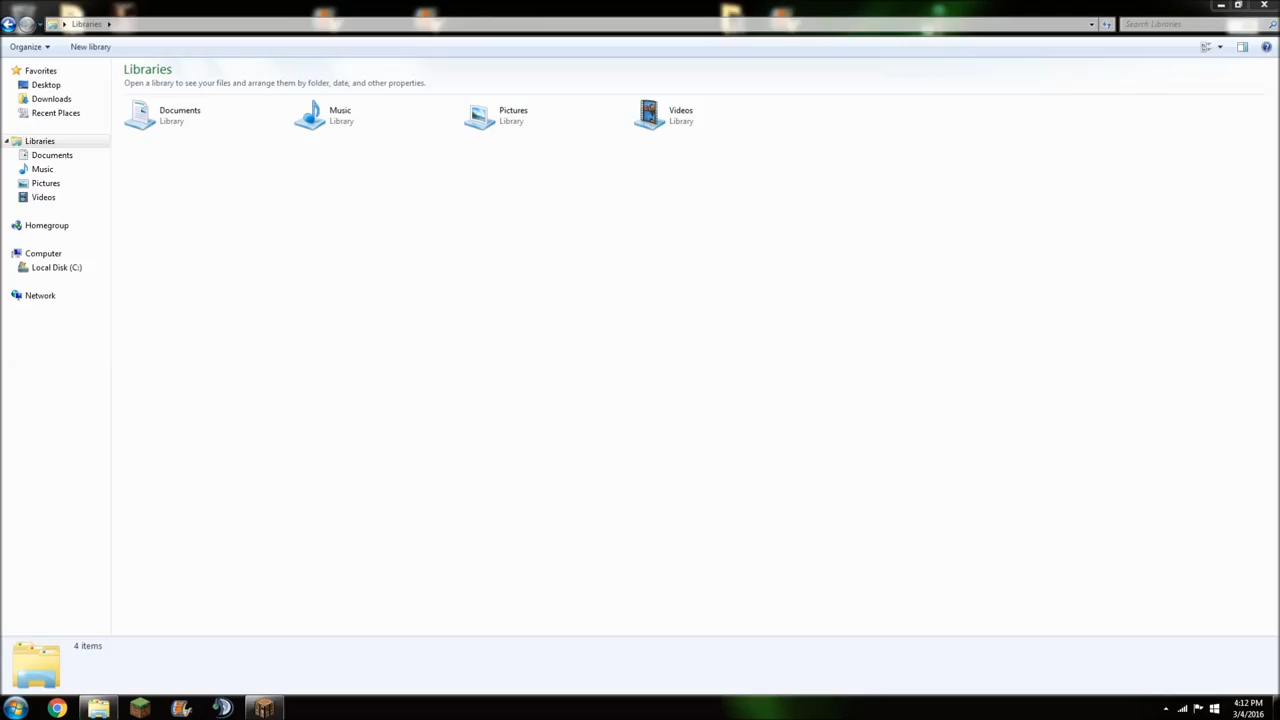 Libraries
Search Libraries
Organize
New library
Favorites
Desktop
Downloads
Recent Places
Libraries
Documents
Music
Pictures
Videos
Homegroup
Computer
Local Disk (C:)
Network
Libraries
Open a library to see your files and arrange them by folder, date, and other properties.
Documents
Library
Music
Library
Pictures
Library
Videos
Library
4 items
4:12 PM
3/4/2016